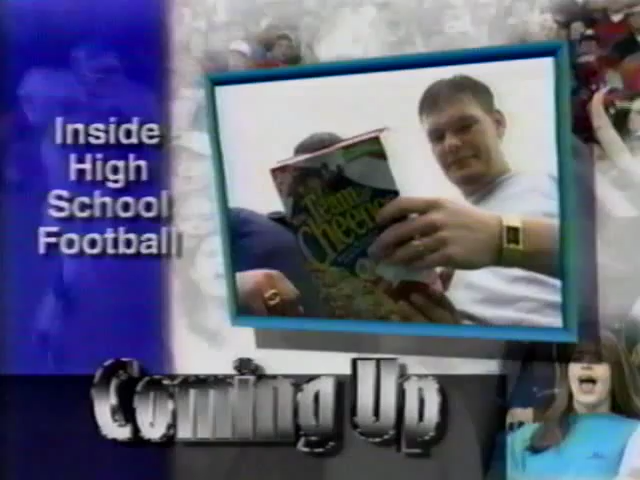 Inside
High
School
Football
Team
Cheerios
Coming Up